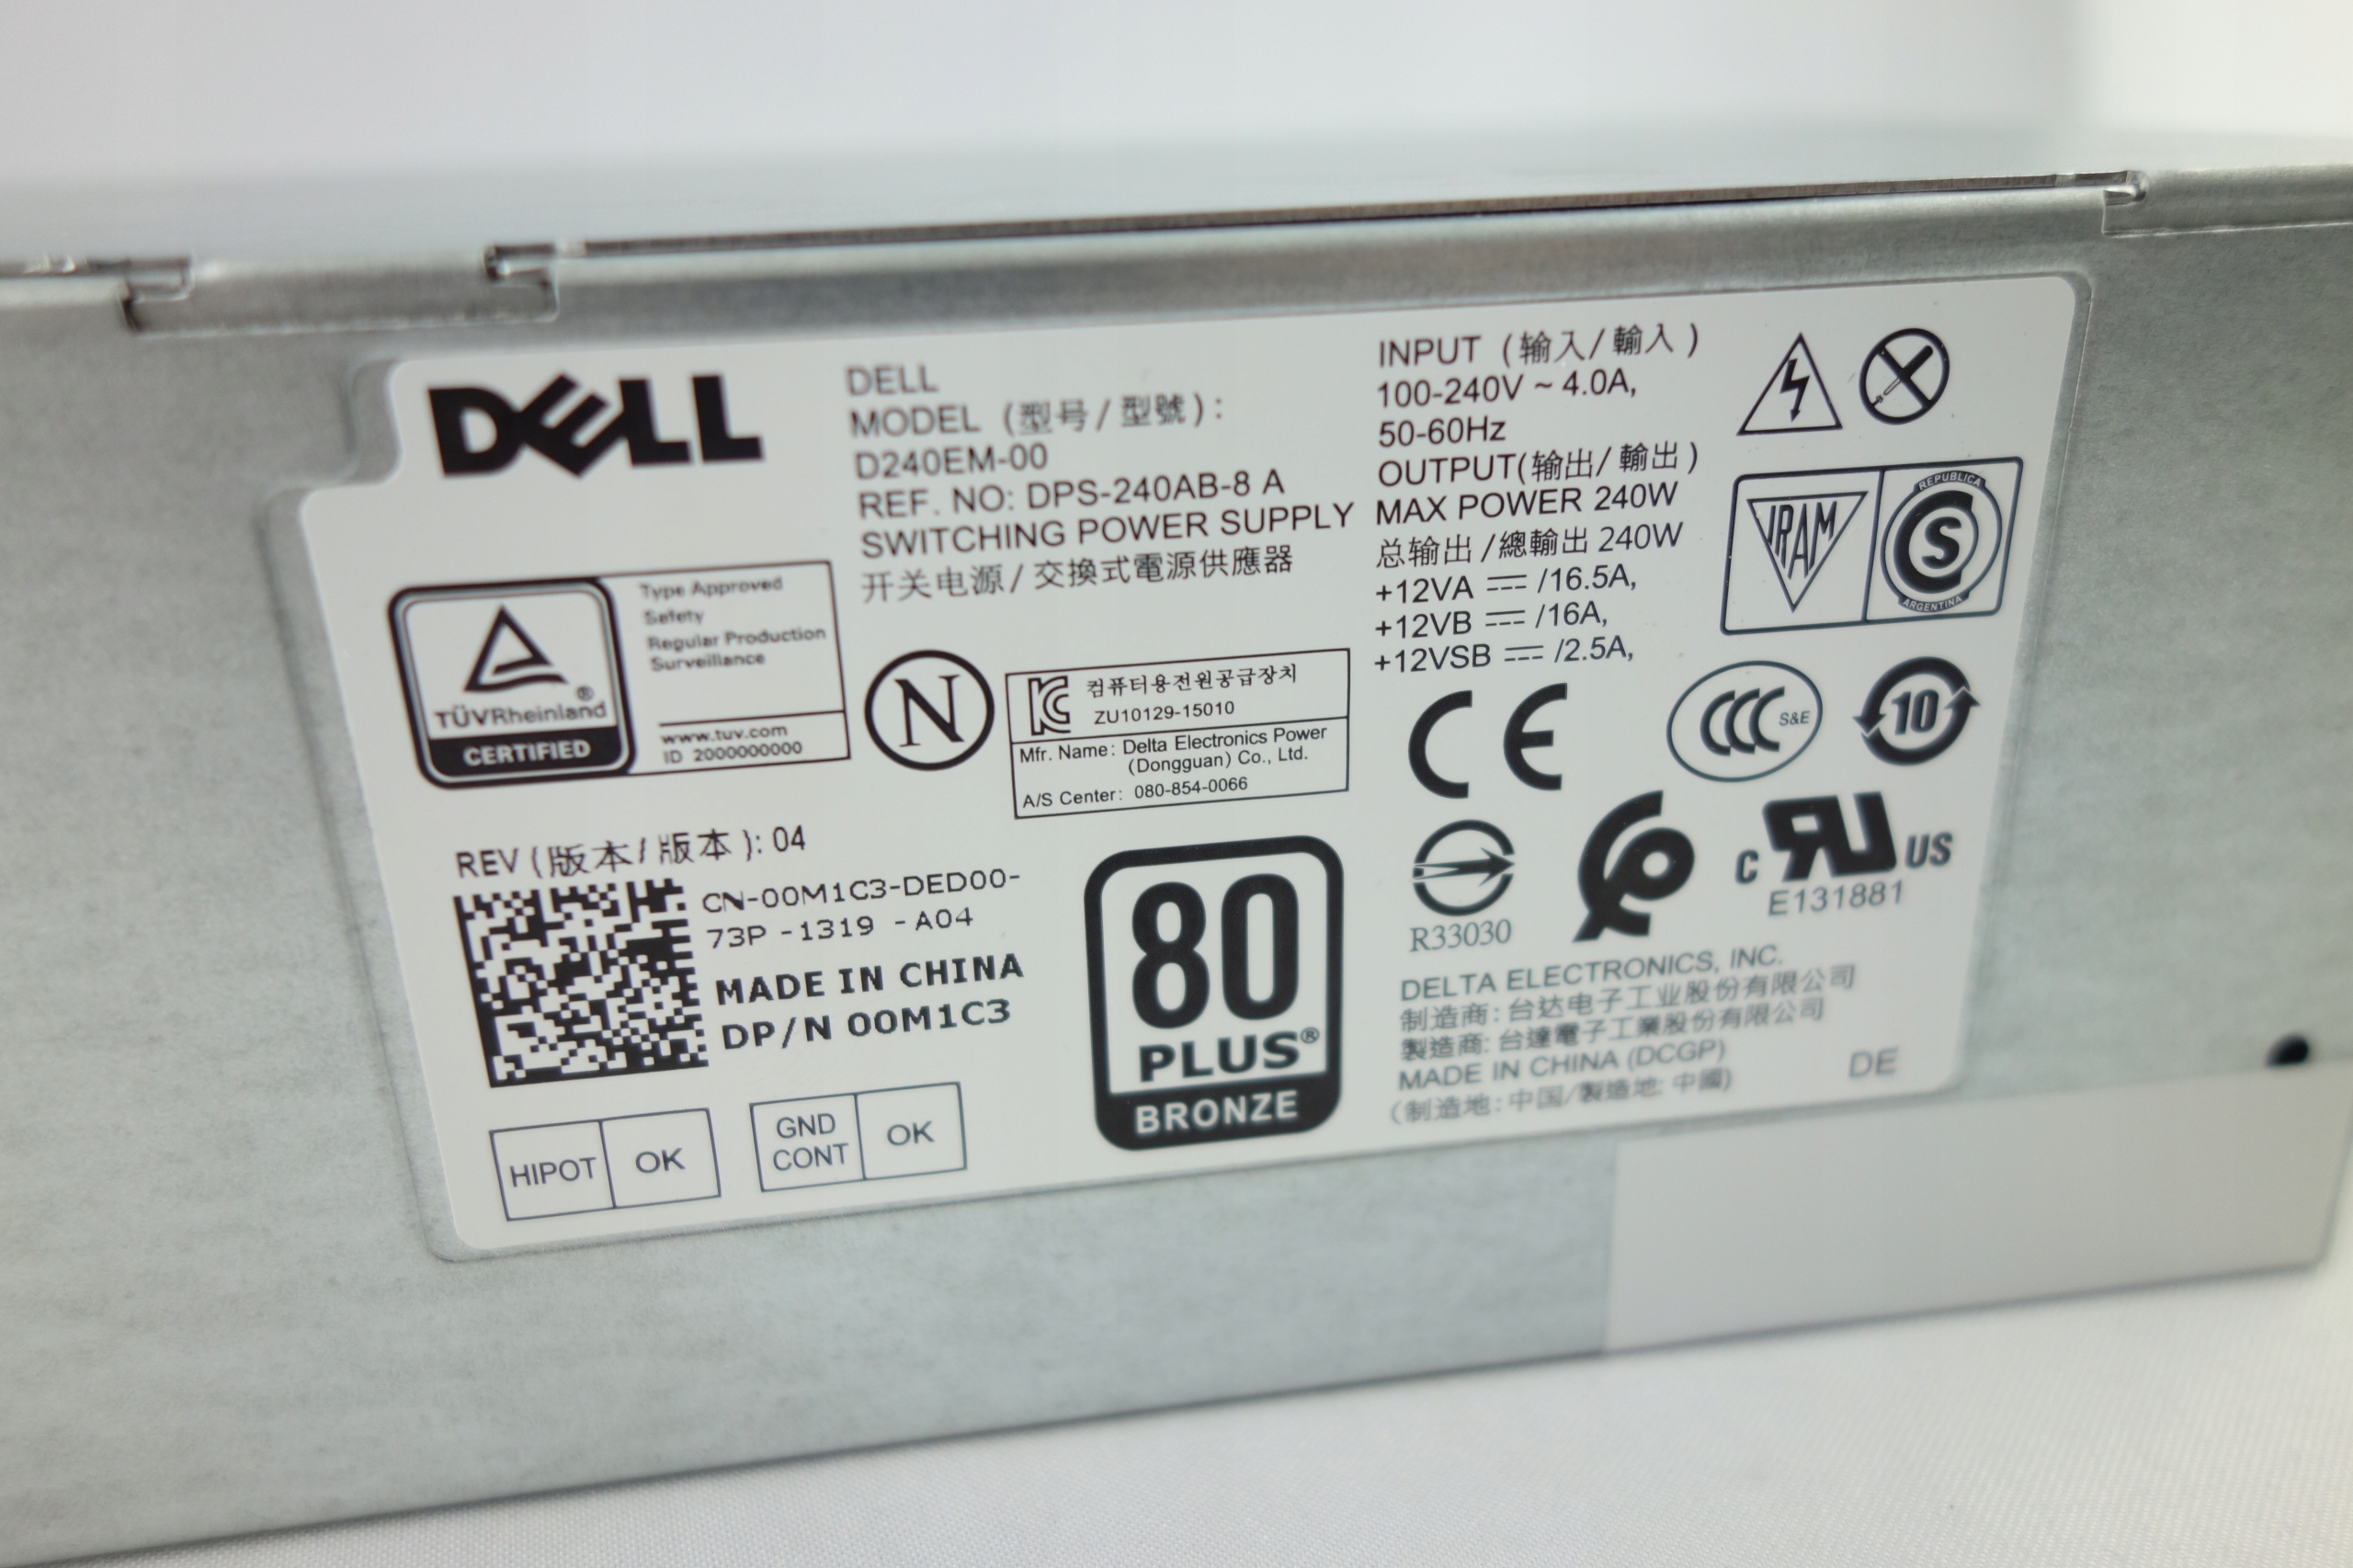 DELL
DELL
MODEL (型号/型號):
D240EM-00
REF. NO: DPS-240AB-8 A
SWITCHING POWER SUPPLY
开关电源/交換式電源供應器
INPUT (输入/輸入)
100-240V ~ 4.0A,
50-60Hz
OUTPUT(输出/輸出)
MAX POWER 240W
总输出/總輸出 240W
+12VA ⎓ /16.5A,
+12VB ⎓ /16A,
+12VSB ⎓ /2.5A,
IRAM
REPUBLICA
S
ARGENTINA
TÜVRheinland®
CERTIFIED
Type Approved
Safety
Regular Production
Surveillance
www.tuv.com
ID 2000000000
N
컴퓨터용전원공급장치
ZU10129-15010
Mfr. Name: Delta Electronics Power
(Dongguan) Co., Ltd.
A/S Center: 080-854-0066
CE
CCC S&E
10
REV (版本/版本): 04
CN-00M1C3-DED00-
73P -1319 -A04
MADE IN CHINA
DP/N 00M1C3
80
PLUS®
BRONZE
R33030
C UR US
E131881
DELTA ELECTRONICS, INC.
制造商: 台达电子工业股份有限公司
製造商: 台達電子工業股份有限公司
MADE IN CHINA (DCGP)
(制造地: 中国/製造地: 中國)
DE
HIPOT OK
GND CONT OK